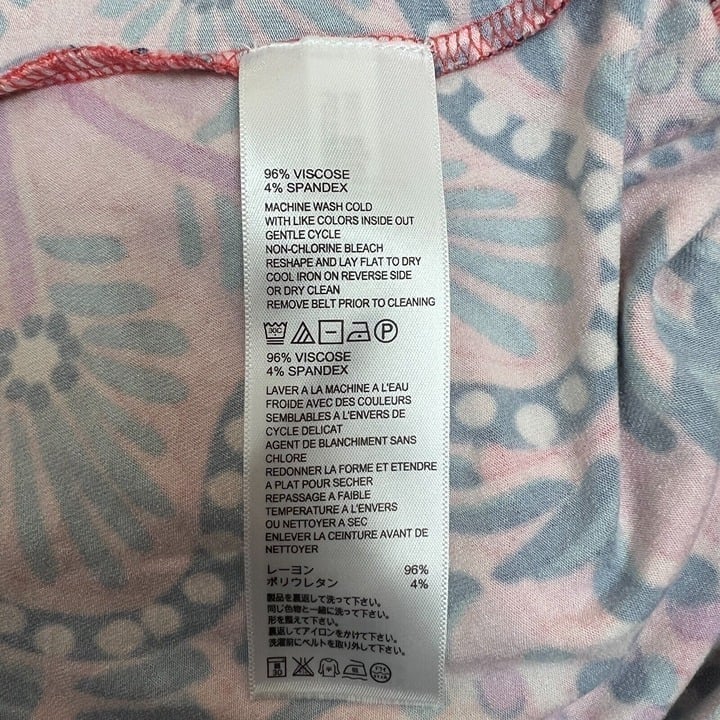 96% VISCOSE
4% SPANDEX
MACHINE WASH COLD
WITH LIKE COLORS INSIDE OUT
GENTLE CYCLE
NON-CHLORINE BLEACH
RESHAPE AND LAY FLAT TO DRY
COOL IRON ON REVERSE SIDE
OR DRY CLEAN
REMOVE BELT PRIOR TO CLEANING
30C P
96% VISCOSE
4% SPANDEX
LAVER A LA MACHINE A L'EAU
FROIDE AVEC DES COULEURS
SEMBLABLES A L'ENVERS DE
CYCLE DELICAT
AGENT DE BLANCHIMENT SANS
CHLORE
REDONNER LA FORME ET ETENDRE
A PLAT POUR SECHER
REPASSAGE A FAIBLE
TEMPERATURE A L'ENVERS
OU NETTOYER A SEC
ENLEVER LA CEINTURE AVANT DE
NETTOYER
レーヨン 96%
ポリウレタン 4%
製品を裏返して洗って下さい。
同じ色物と一緒に洗って下さい。
形を整えて下さい。
裏返してアイロンをかけて下さい。
洗濯前にベルトを取り外して下さい。